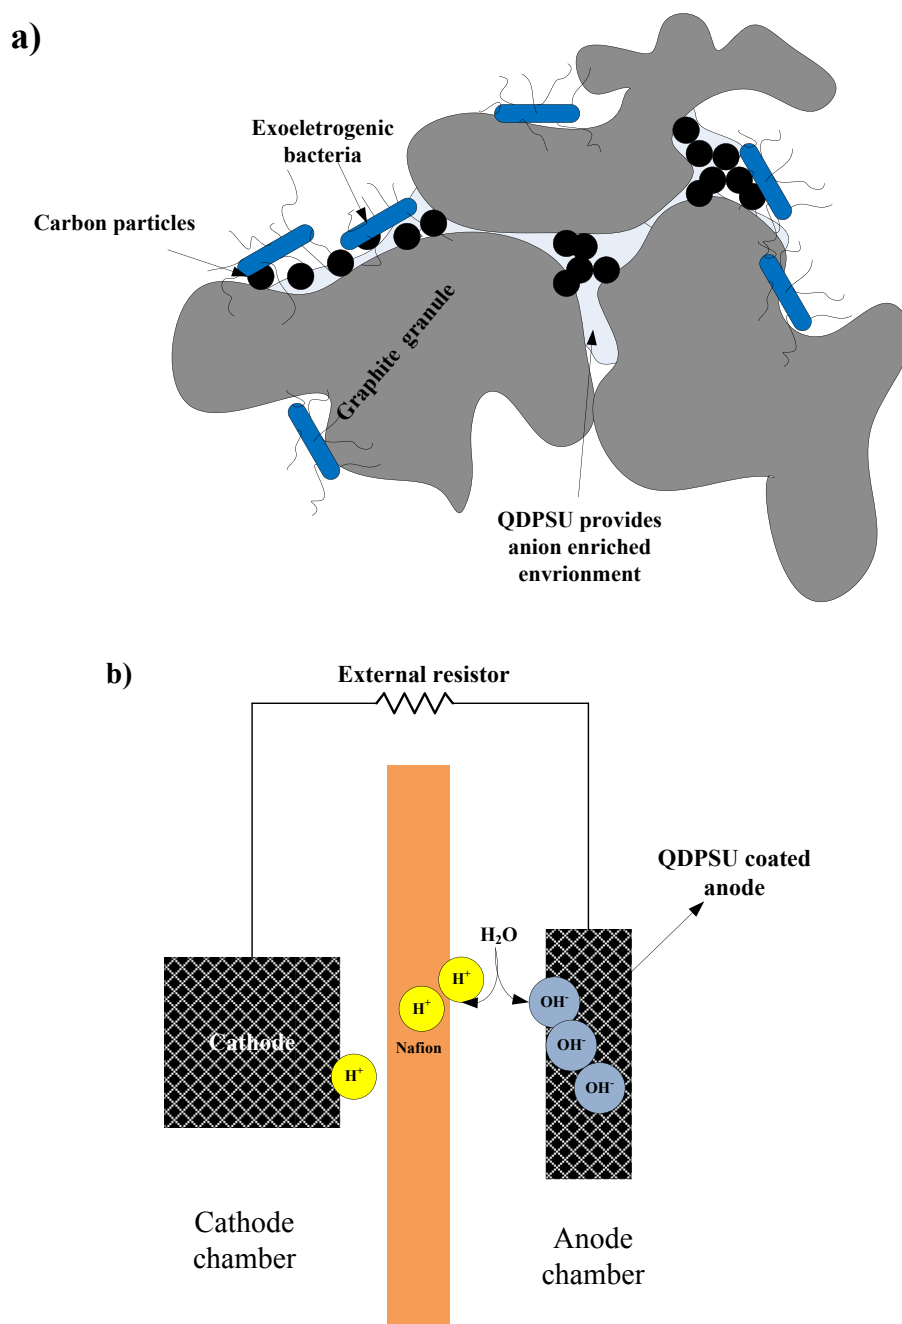 a)
Exoeletrogenic
bacteria
Carbon particles
Graphite granule
QDPSU provides
anion enriched
envrionment
b)
External resistor
QDPSU coated
anode
H₂O
H⁺
H⁺
OH⁻
Cathode
Nafion
OH⁻
H⁺
OH⁻
Cathode
chamber
Anode
chamber